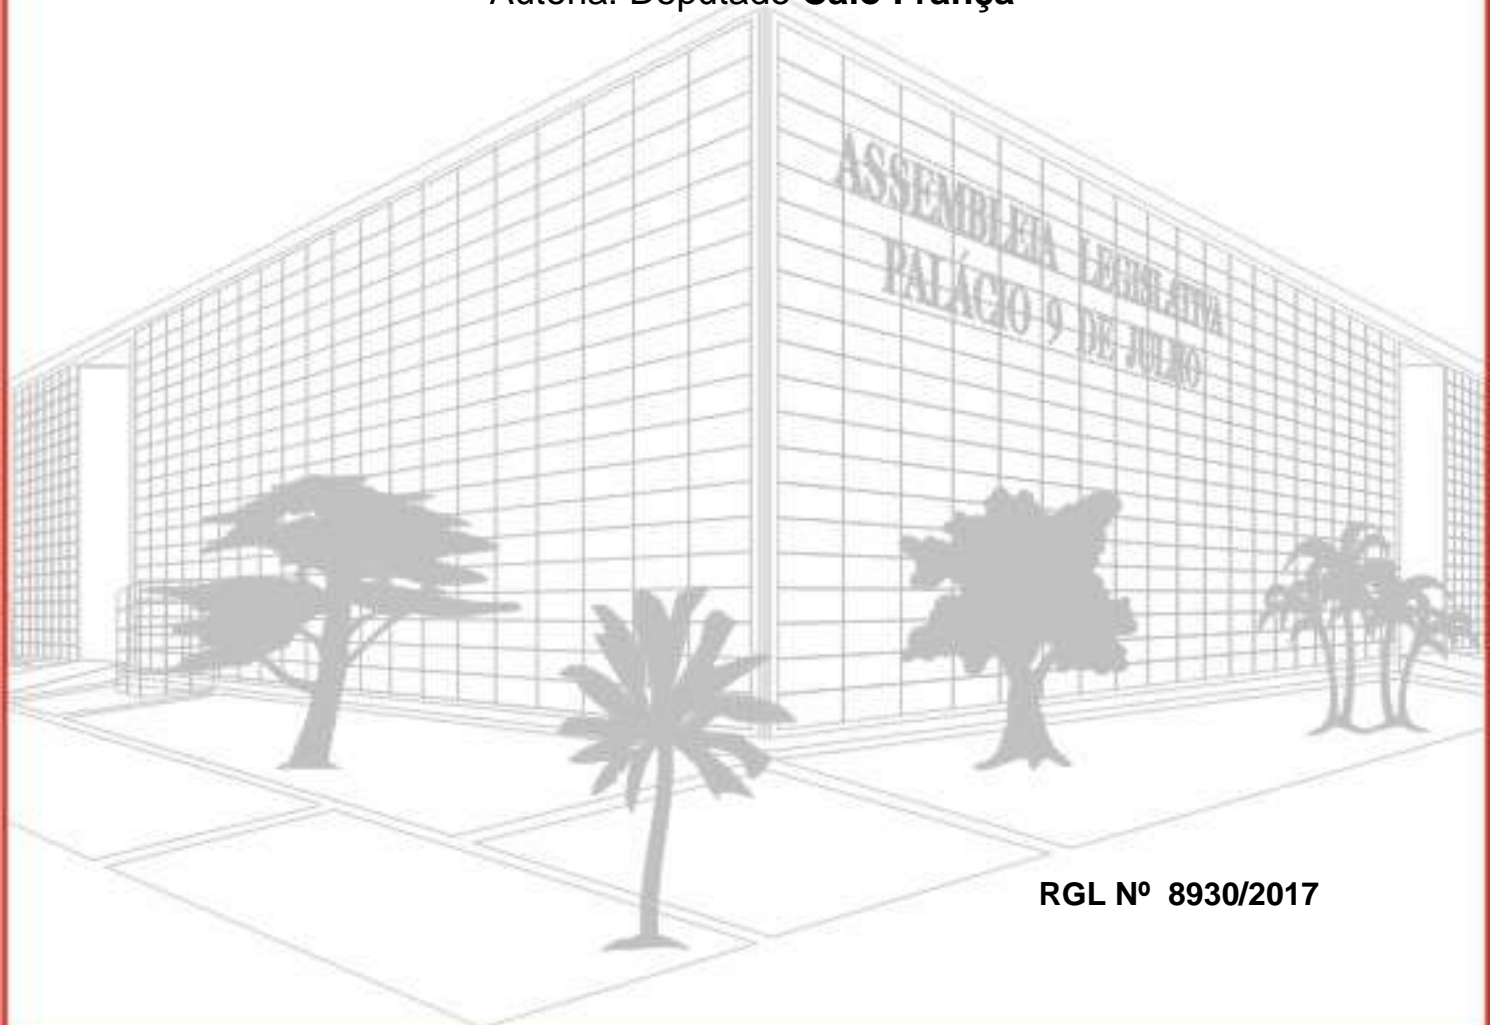 Autoria: Deputado Caio França
ASSEMBLEIA LEGISLATIVA
PALÁCIO 9 DE JULHO
RGL Nº 8930/2017